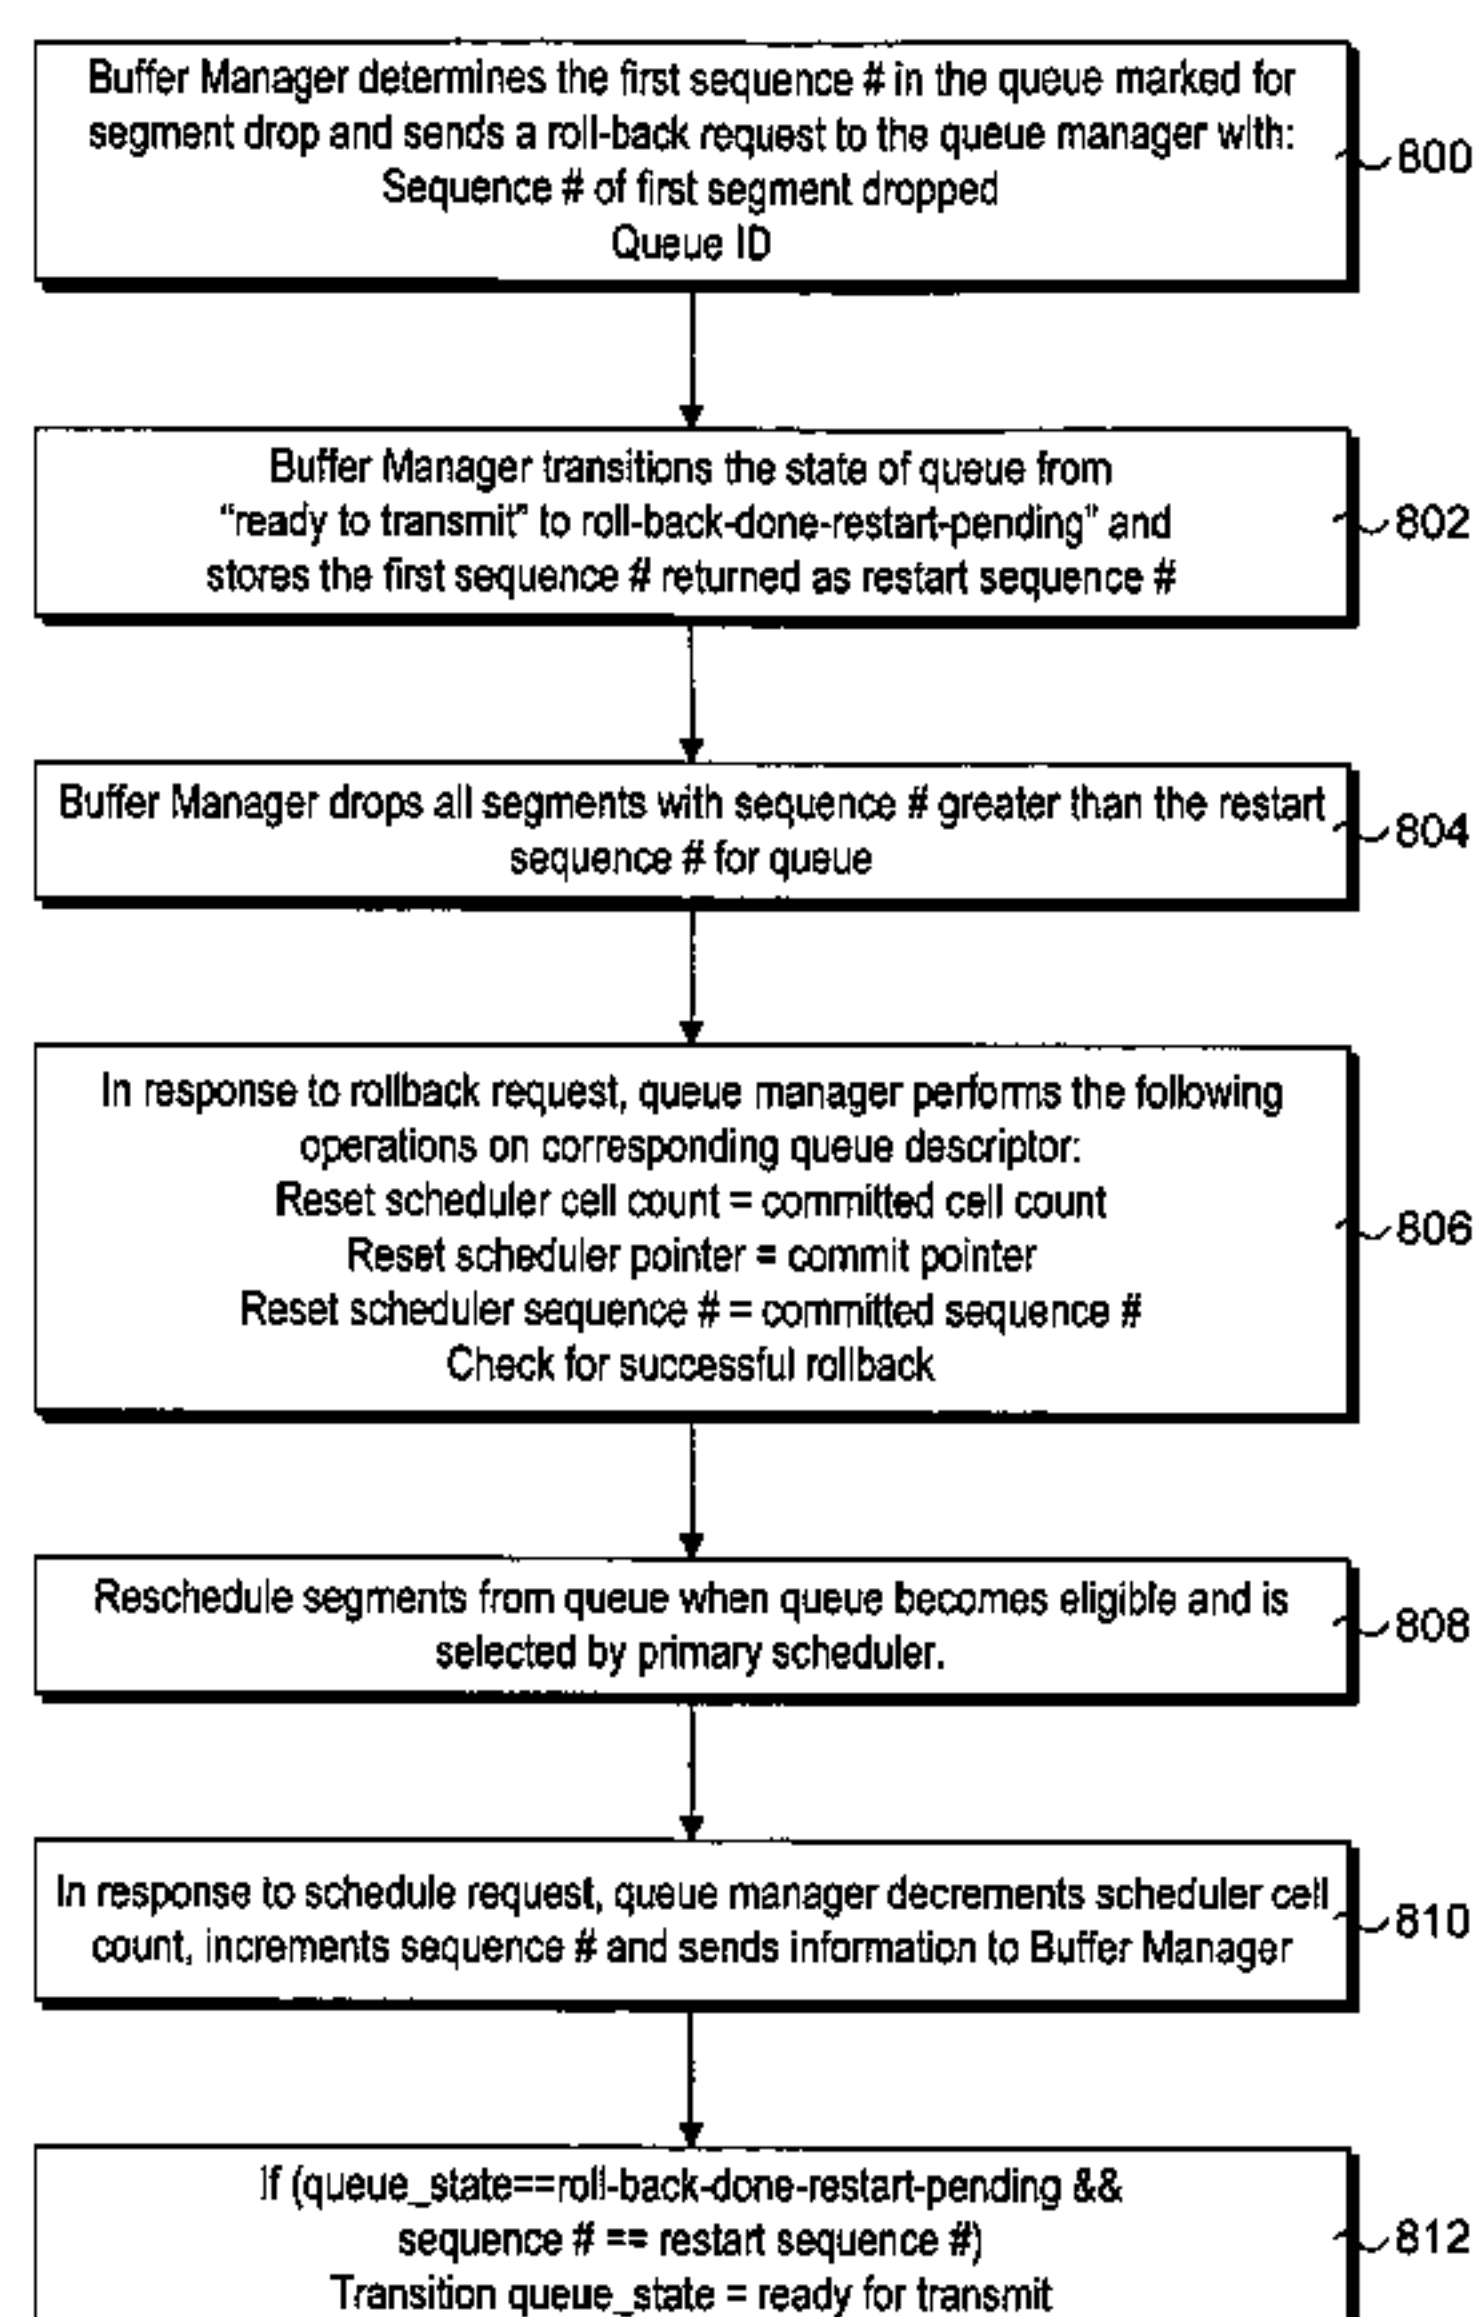 Buffer Manager determines the first sequence # in the queue marked for
segment drop and sends a roll-back request to the queue manager with:
Sequence # of first segment dropped
Queue ID
800
Buffer Manager transitions the state of queue from
“ready to transmit” to roll-back-done-restart-pending” and
stores the first sequence # returned as restart sequence #
802
Buffer Manager drops all segments with sequence # greater than the restart
sequence # for queue
804
In response to rollback request, queue manager performs the following
operations on corresponding queue descriptor:
Reset scheduler cell count = committed cell count
Reset scheduler pointer = commit pointer
Reset scheduler sequence # = committed sequence #
Check for successful rollback
806
Reschedule segments from queue when queue becomes eligible and is
selected by primary scheduler.
808
In response to schedule request, queue manager decrements scheduler cell
count, increments sequence # and sends information to Buffer Manager
810
If (queue_state==roll-back-done-restart-pending &&
sequence # == restart sequence #)
Transition queue_state = ready for transmit
812